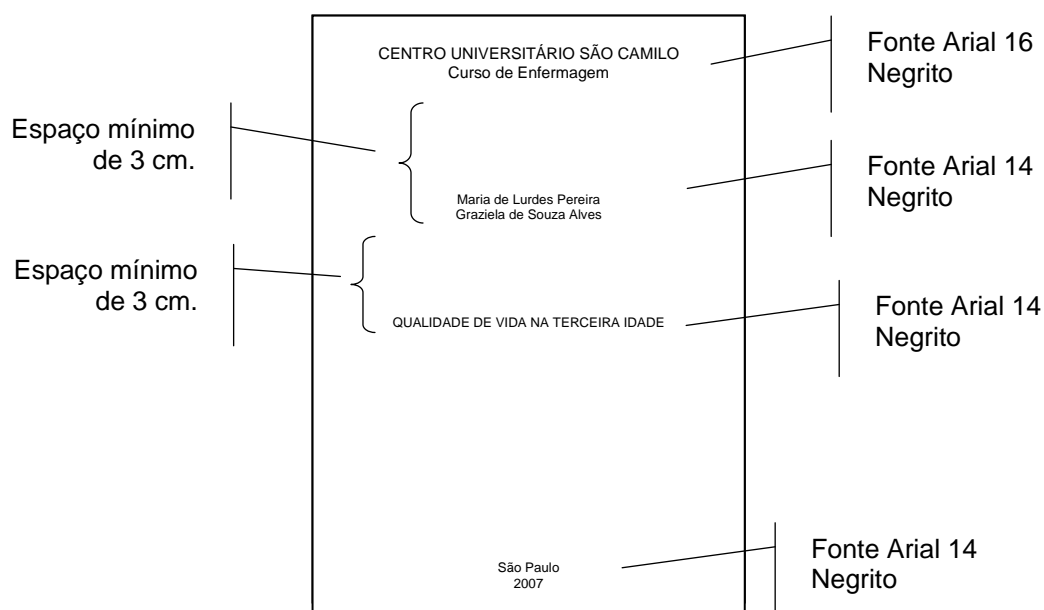 CENTRO UNIVERSITÁRIO SÃO CAMILO
Curso de Enfermagem
Fonte Arial 16
Negrito
Espaço mínimo
de 3 cm.
Maria de Lurdes Pereira
Graziela de Souza Alves
Fonte Arial 14
Negrito
Espaço mínimo
de 3 cm.
QUALIDADE DE VIDA NA TERCEIRA IDADE
Fonte Arial 14
Negrito
São Paulo
2007
Fonte Arial 14
Negrito